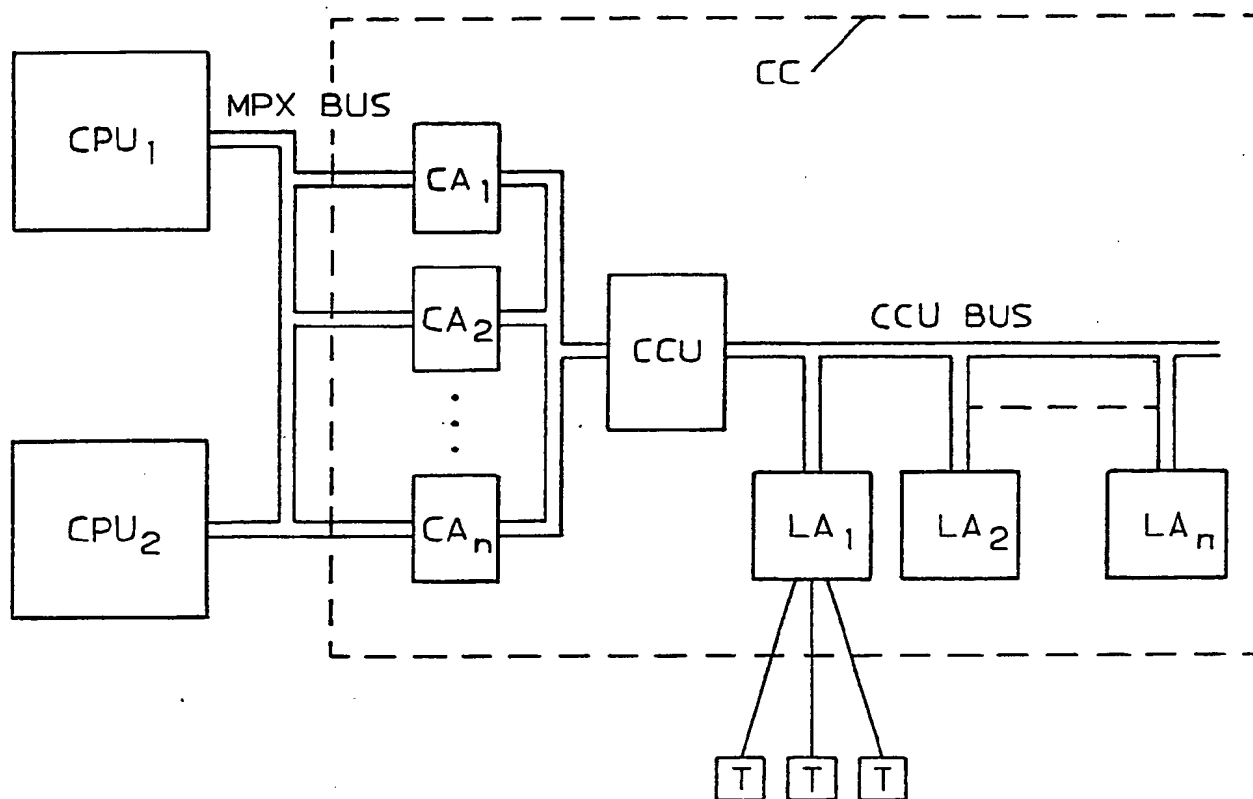 CC
CPU₁
MPX BUS
CA₁
CA₂
CCU
CCU BUS
CPU₂
CAₙ
LA₁
LA₂
LAₙ
T
T
T